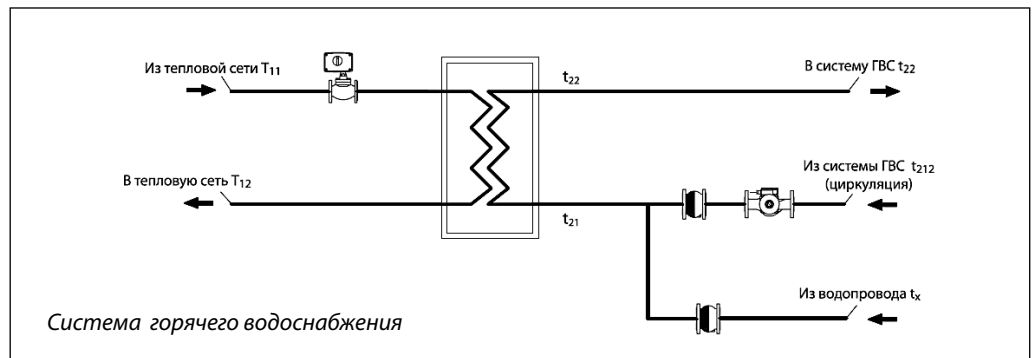 Из тепловой сети T11
В систему ГВС t22
t22
В тепловую сеть T12
Из системы ГВС t212
(циркуляция)
t21
Из водопровода tx
Система горячего водоснабжения